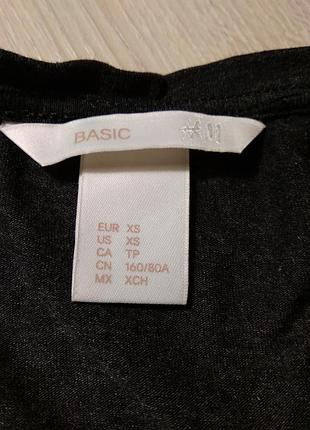 BASIC
EUR XS
US XS
CA TP
CN 160/80A
MX XCH